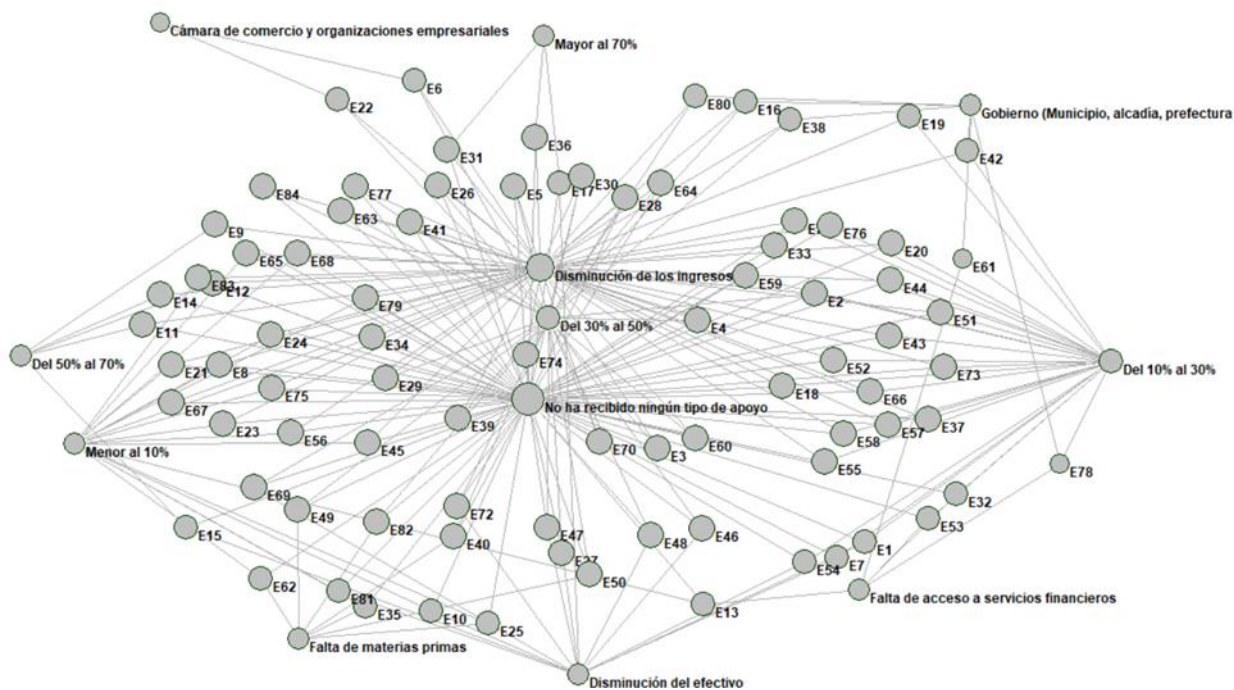 Cámara de comercio y organizaciones empresariales
Mayor al 70%
E6
E22
E80
E16
E38
E19
Gobierno (Municipio, alcadía, prefectura
E42
E31
E36
E84
E77
E26
E5
E17
E30
E28
E64
E63
E41
E9
E76
E33
E20
E65
E68
E61
Disminución de los ingresos
E83
E12
E59
E44
E14
E79
E2
E11
Del 30% al 50%
E4
E51
E24
E34
E43
Del 50% al 70%
E74
E21
E8
E52
E73
Del 10% al 30%
E29
E75
E18
E66
E67
No ha recibido ningún tipo de apoyo
E23
E39
E37
E56
E58
E57
Menor al 10%
E45
E70
E3
E60
E55
E78
E69
E49
E72
E32
E15
E82
E40
E47
E48
E46
E53
E1
E54
E7
E62
E50
E81
E35
E10
E25
E13
Falta de acceso a servicios financieros
Falta de materias primas
Disminución del efectivo